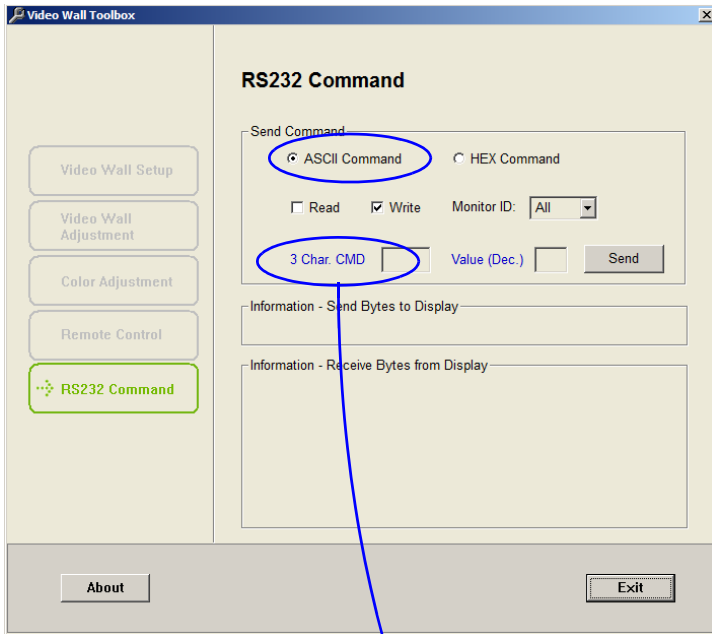 Video Wall Toolbox
Video Wall Setup
Video Wall
Adjustment
Color Adjustment
Remote Control
RS232 Command
RS232 Command
Send Command
ASCII Command
HEX Command
Read
Write
Monitor ID:
All
3 Char. CMD
Value (Dec.)
Send
Information - Send Bytes to Display
Information - Receive Bytes from Display
About
Exit